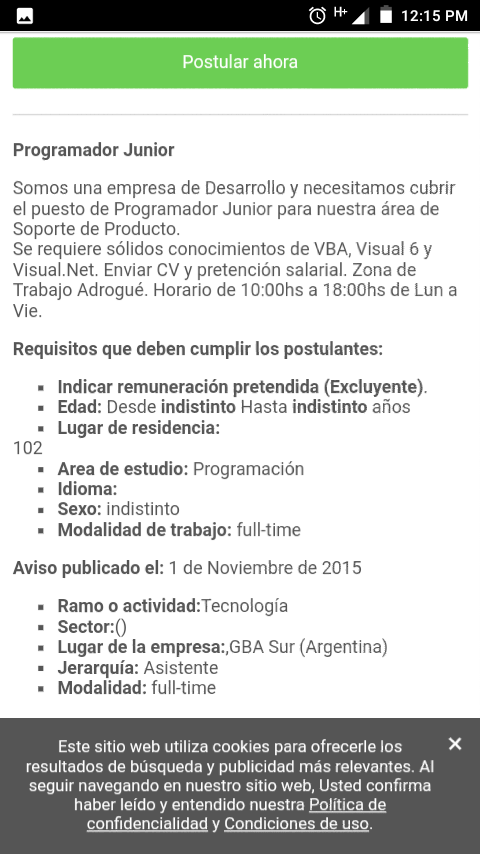 H+ 12:15 PM
Postular ahora
Programador Junior
Somos una empresa de Desarrollo y necesitamos cubrir
el puesto de Programador Junior para nuestra área de
Soporte de Producto.
Se requiere sólidos conocimientos de VBA, Visual 6 y
Visual.Net. Enviar CV y pretención salarial. Zona de
Trabajo Adrogué. Horario de 10:00hs a 18:00hs de Lun a
Vie.
Requisitos que deben cumplir los postulantes:
Indicar remuneración pretendida (Excluyente).
Edad: Desde indistinto Hasta indistinto años
Lugar de residencia:
102
Area de estudio: Programación
Idioma:
Sexo: indistinto
Modalidad de trabajo: full-time
Aviso publicado el: 1 de Noviembre de 2015
Ramo o actividad:Tecnología
Sector:()
Lugar de la empresa:,GBA Sur (Argentina)
Jerarquía: Asistente
Modalidad: full-time
Este sitio web utiliza cookies para ofrecerle los
resultados de búsqueda y publicidad más relevantes. Al
seguir navegando en nuestro sitio web, Usted confirma
haber leído y entendido nuestra Política de
confidencialidad y Condiciones de uso.